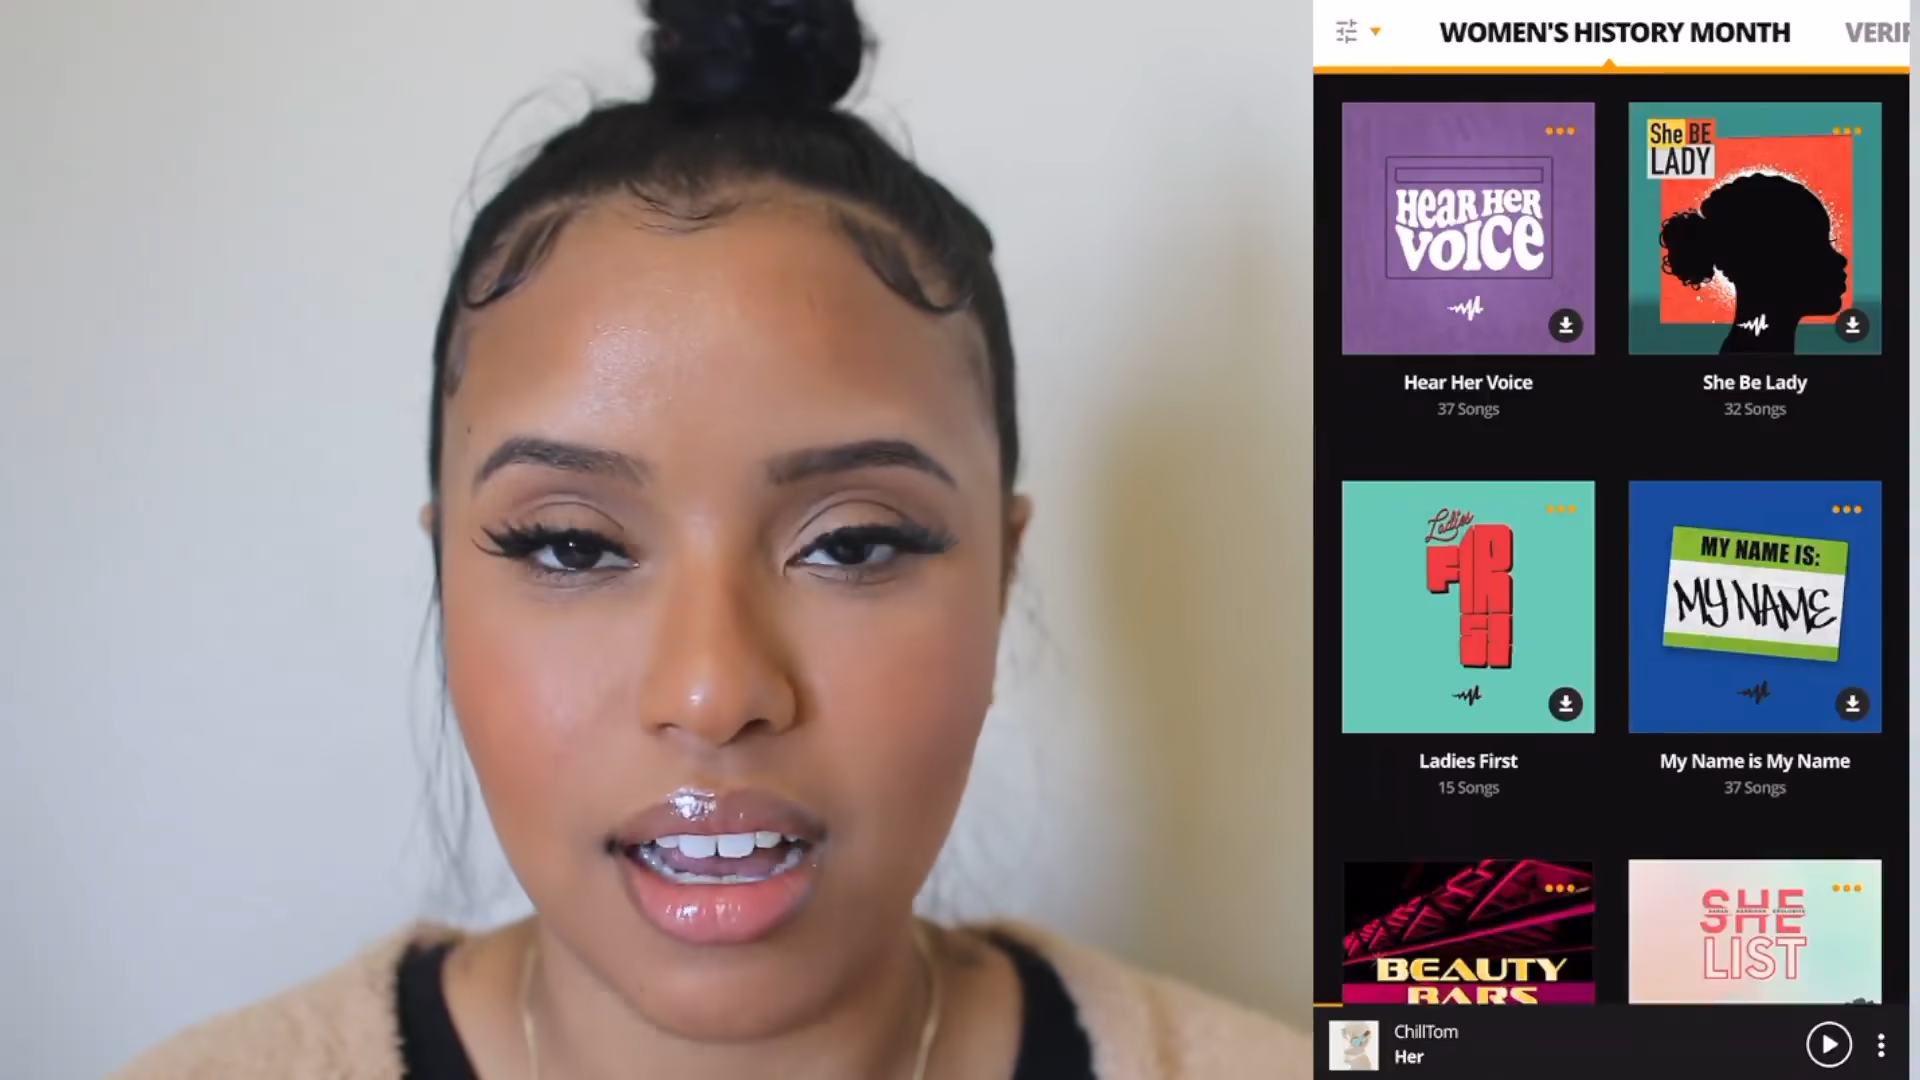 WOMEN'S HISTORY MONTH
HEAR HER
VOICE
Hear Her Voice
37 Songs
She BE
LADY
She Be Lady
32 Songs
Ladies
FIRST
Ladies First
15 Songs
MY NAME IS:
MY NAME
My Name is My Name
37 Songs
BEAUTY
BARS
SHE
LIST
ChillTom
Her